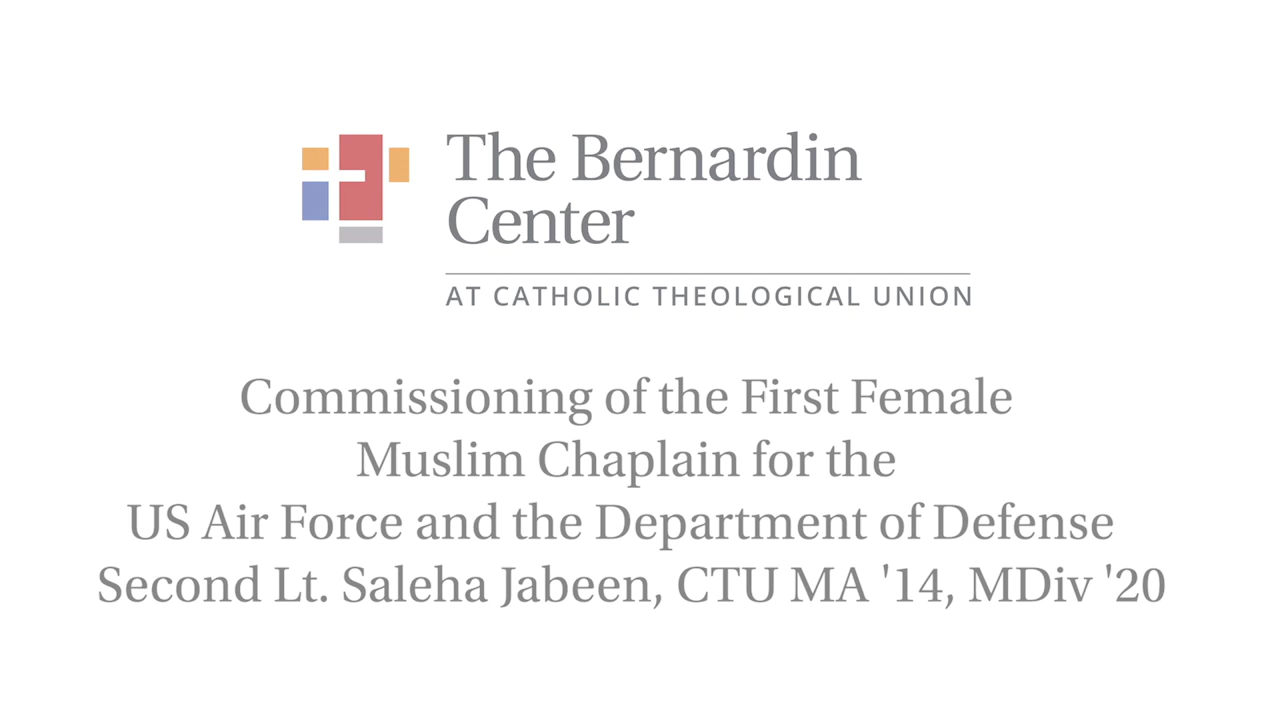 The Bernardin
Center
AT CATHOLIC THEOLOGICAL UNION
Commissioning of the First Female
Muslim Chaplain for the
US Air Force and the Department of Defense
Second Lt. Saleha Jabeen, CTU MA '14, MDiv '20